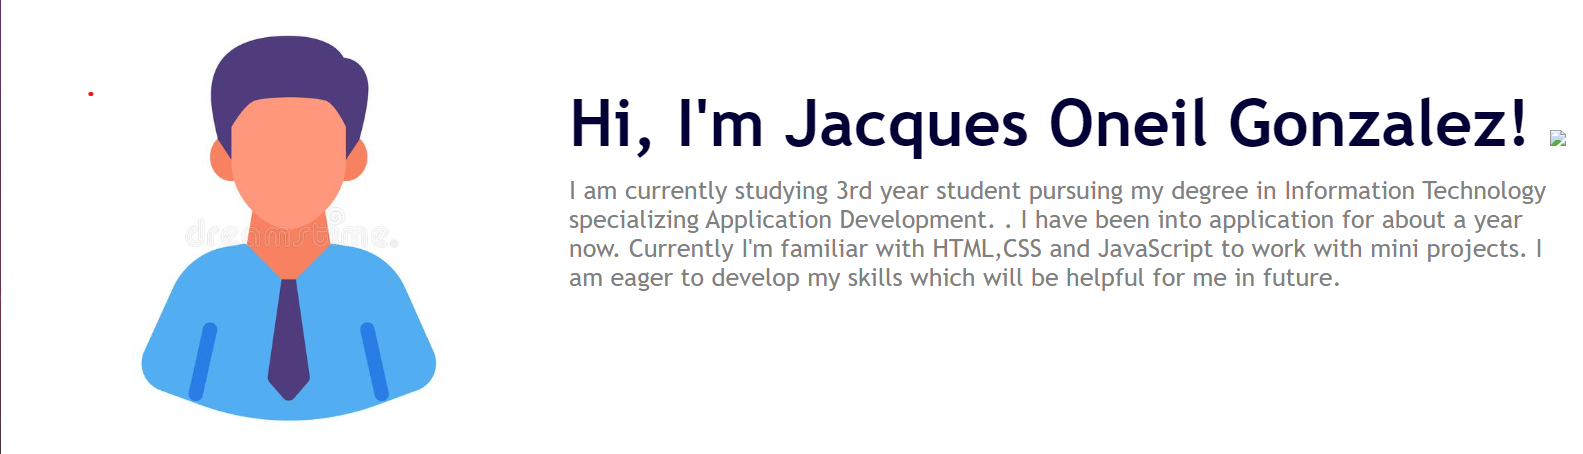 Hi, I'm Jacques Oneil Gonzalez!
I am currently studying 3rd year student pursuing my degree in Information Technology
specializing Application Development. . I have been into application for about a year
now. Currently I'm familiar with HTML,CSS and JavaScript to work with mini projects. I
am eager to develop my skills which will be helpful for me in future.
dreamstime.